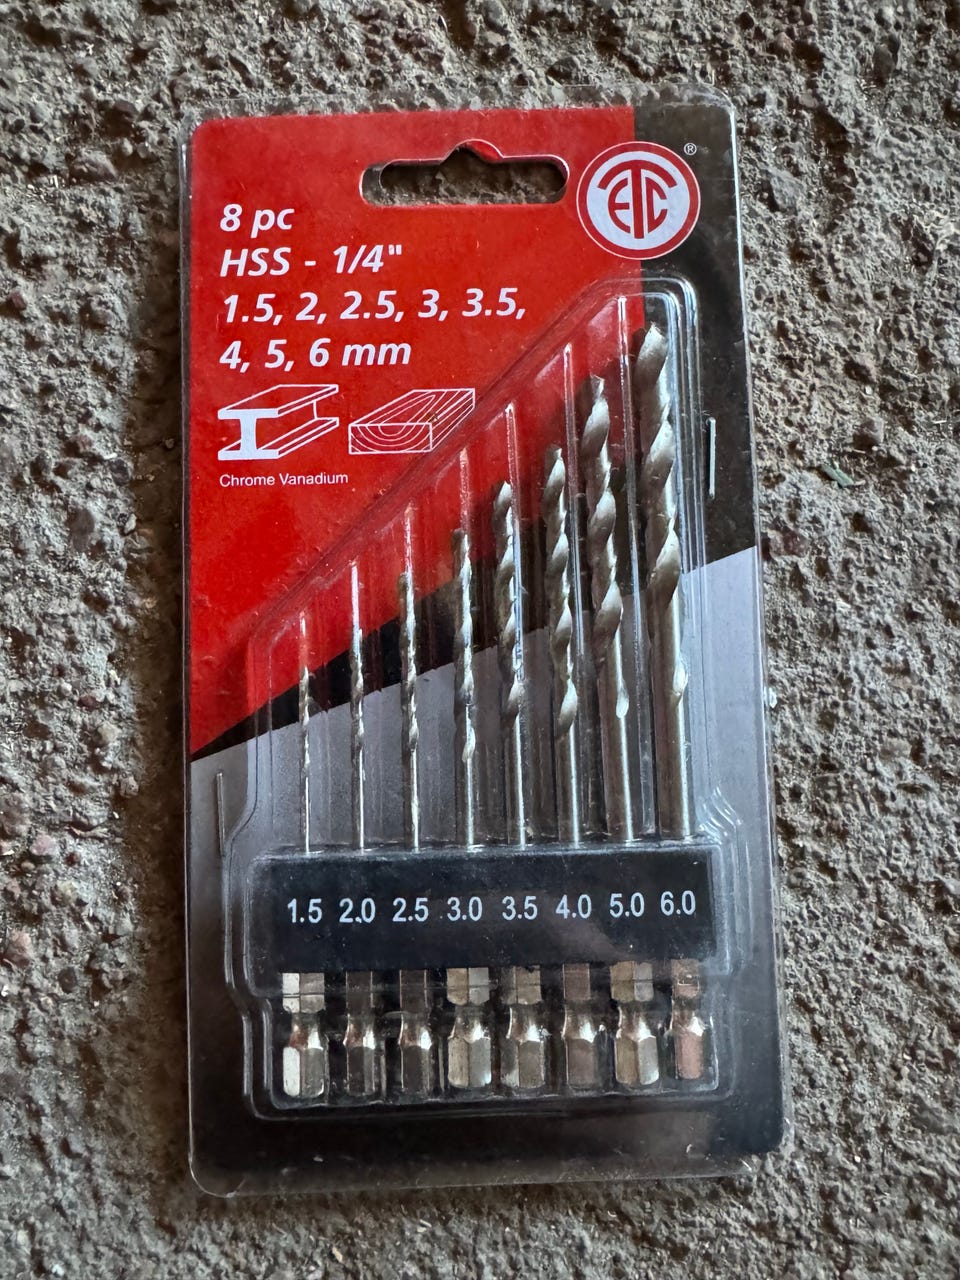 ETC
®
8 pc
HSS - 1/4"
1.5, 2, 2.5, 3, 3.5,
4, 5, 6 mm
Chrome Vanadium
1.5 2.0 2.5 3.0 3.5 4.0 5.0 6.0